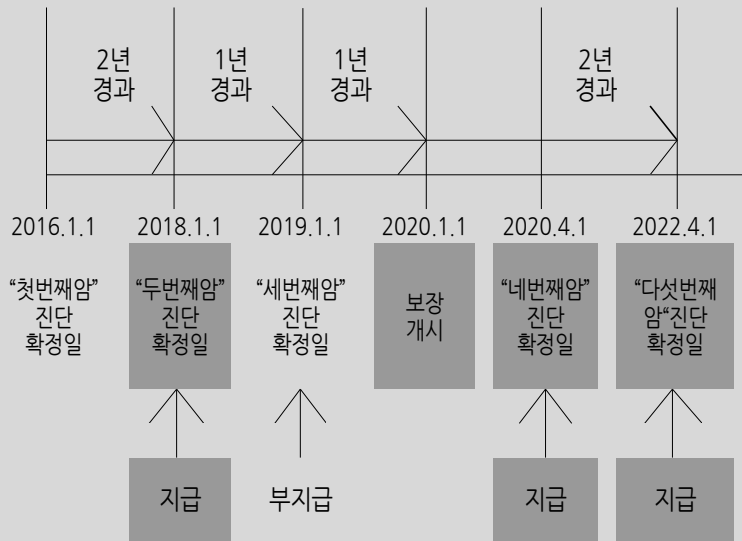 2년
경과
1년
경과
1년
경과
2년
경과
2016.1.1
2018.1.1
2019.1.1
2020.1.1
2020.4.1
2022.4.1
“첫번째암”
진단
확정일
“두번째암”
진단
확정일
“세번째암”
진단
확정일
보장
개시
“네번째암”
진단
확정일
“다섯번째
암“진단
확정일
지급
부지급
지급
지급